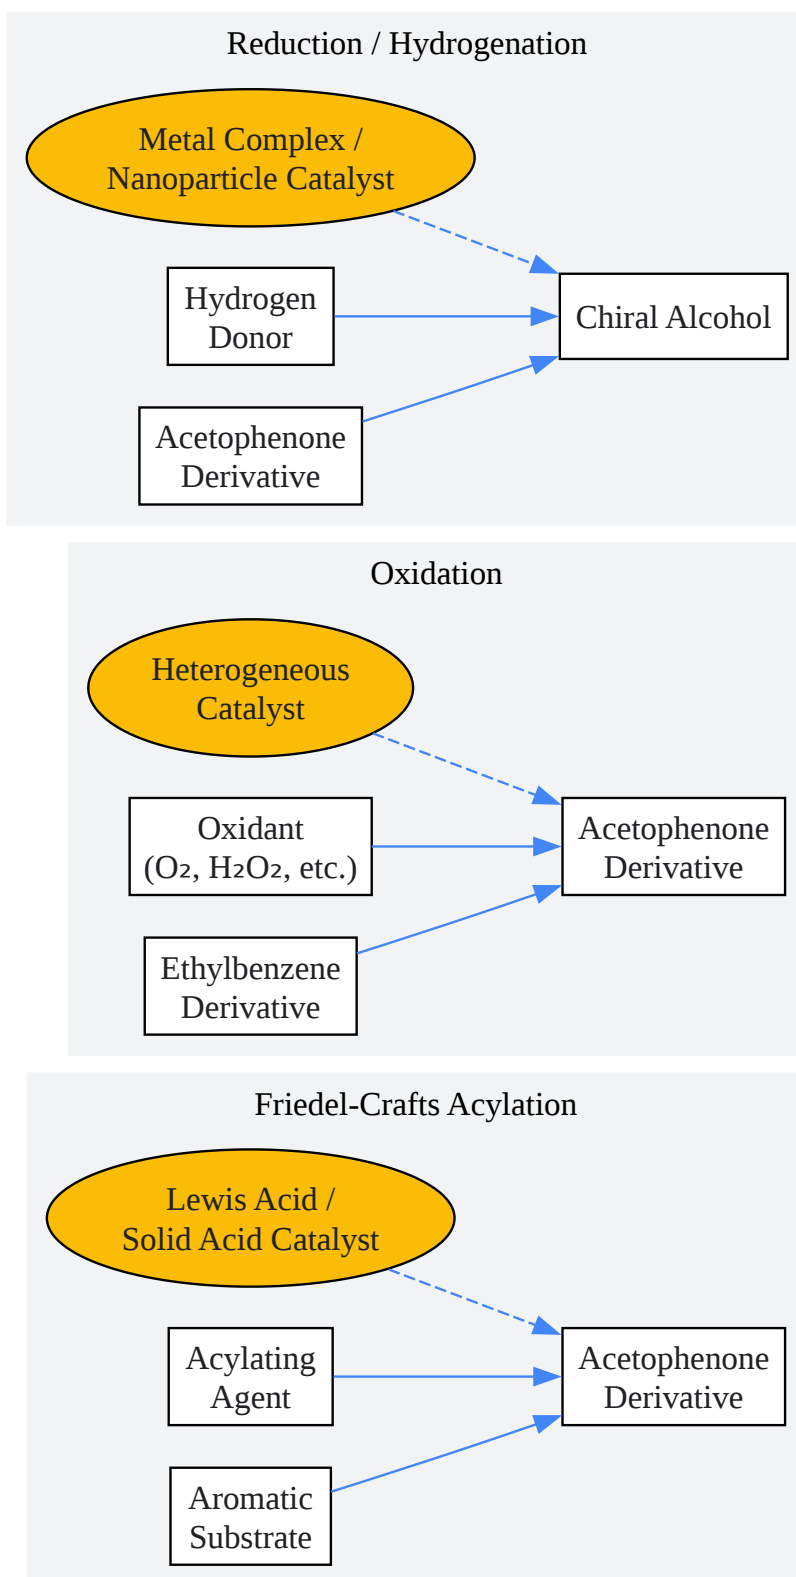 Reduction / Hydrogenation
Metal Complex /
Nanoparticle Catalyst
Hydrogen
Donor
Chiral Alcohol
Acetophenone
Derivative
Oxidation
Heterogeneous
Catalyst
Oxidant
(O₂, H₂O₂, etc.)
Acetophenone
Derivative
Ethylbenzene
Derivative
Friedel-Crafts Acylation
Lewis Acid /
Solid Acid Catalyst
Acylating
Agent
Acetophenone
Derivative
Aromatic
Substrate